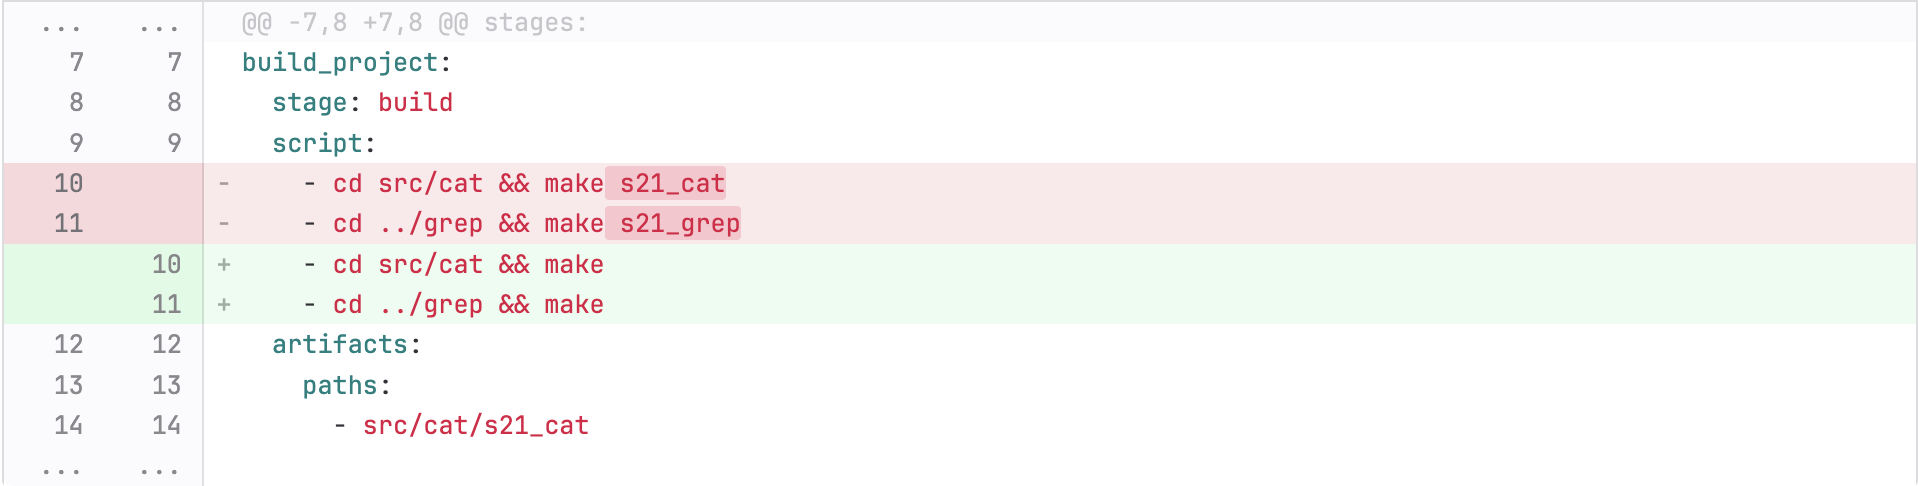 ... ... @@ -7,8 +7,8 @@ stages:
7 7 build_project:
8 8 stage: build
9 9 script:
10 - - cd src/cat && make s21_cat
11 - - cd ../grep && make s21_grep
10 + - cd src/cat && make
11 + - cd ../grep && make
12 12 artifacts:
13 13 paths:
14 14 - src/cat/s21_cat
... ...